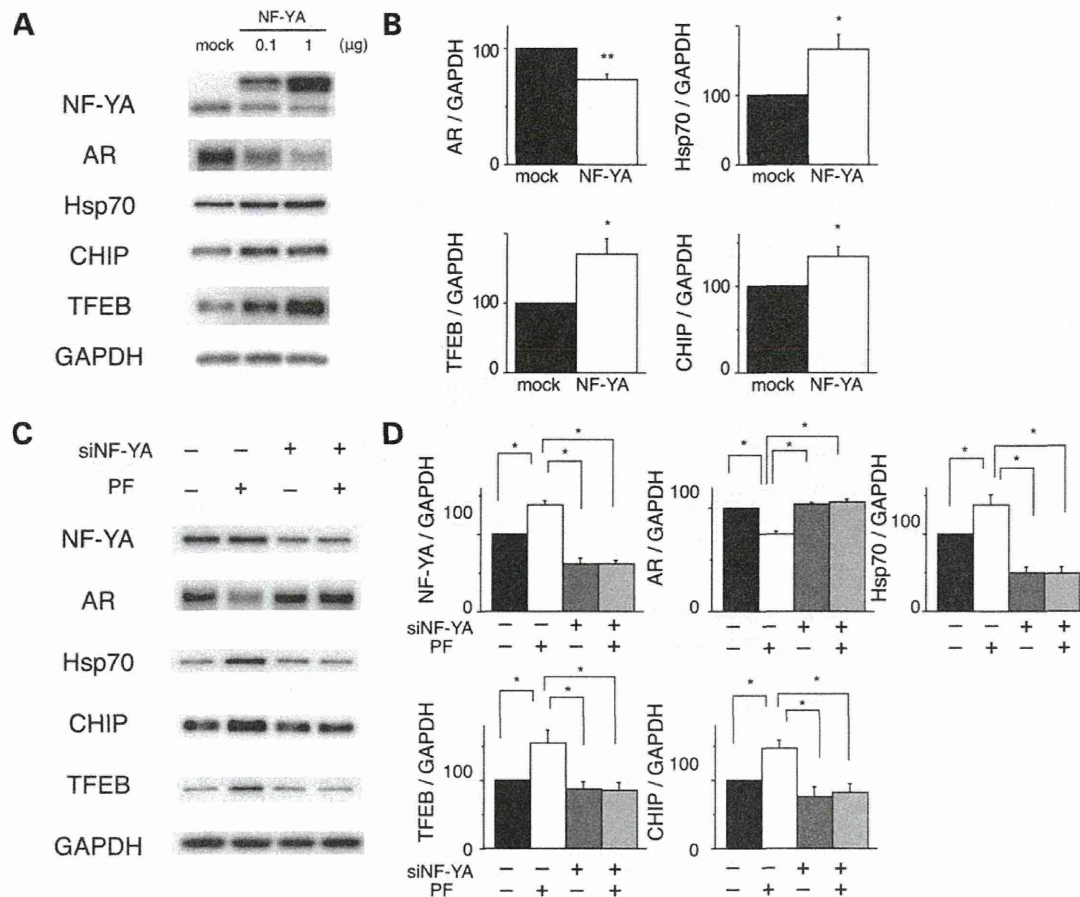 A
NF-YA
mock 0.1 1 (μg)
NF-YA
AR
Hsp70
CHIP
TFEB
GAPDH
B
AR / GAPDH
100
0
**
mock NF-YA
Hsp70 / GAPDH
100
0
*
mock NF-YA
TFEB / GAPDH
100
0
*
mock NF-YA
CHIP / GAPDH
100
0
*
mock NF-YA
C
siNF-YA − − + +
PF − + − +
NF-YA
AR
Hsp70
CHIP
TFEB
GAPDH
D
NF-YA / GAPDH
100
0
* * *
siNF-YA − − + +
PF − + − +
AR / GAPDH
100
0
* * *
− − + +
− + − +
Hsp70 / GAPDH
100
0
* * *
− − + +
− + − +
TFEB / GAPDH
100
0
* * *
siNF-YA − − + +
PF − + − +
CHIP / GAPDH
100
0
* * *
− − + +
− + − +